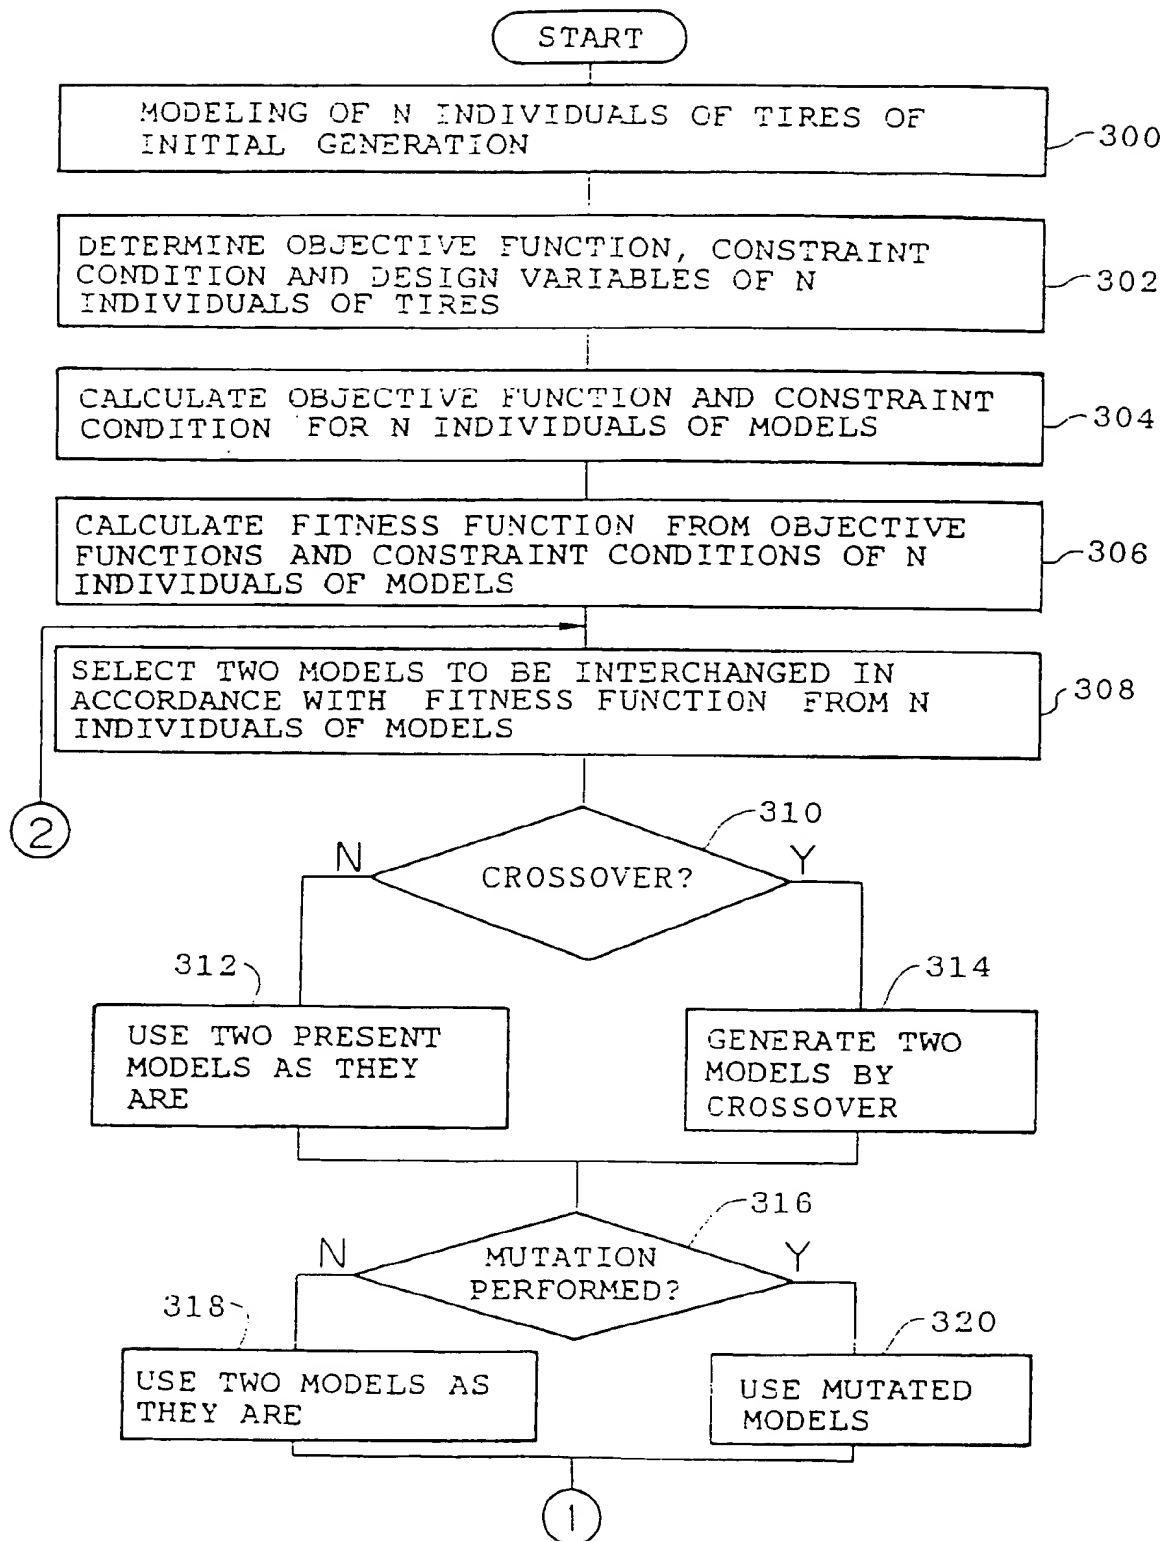 START
MODELING OF N INDIVIDUALS OF TIRES OF
INITIAL GENERATION
300
DETERMINE OBJECTIVE FUNCTION, CONSTRAINT
CONDITION AND DESIGN VARIABLES OF N
INDIVIDUALS OF TIRES
302
CALCULATE OBJECTIVE FUNCTION AND CONSTRAINT
CONDITION FOR N INDIVIDUALS OF MODELS
304
CALCULATE FITNESS FUNCTION FROM OBJECTIVE
FUNCTIONS AND CONSTRAINT CONDITIONS OF N
INDIVIDUALS OF MODELS
306
SELECT TWO MODELS TO BE INTERCHANGED IN
ACCORDANCE WITH FITNESS FUNCTION FROM N
INDIVIDUALS OF MODELS
308
2
310
N
CROSSOVER?
Y
312
314
USE TWO PRESENT
MODELS AS THEY
ARE
GENERATE TWO
MODELS BY
CROSSOVER
316
N
MUTATION
PERFORMED?
Y
318
320
USE TWO MODELS AS
THEY ARE
USE MUTATED
MODELS
1